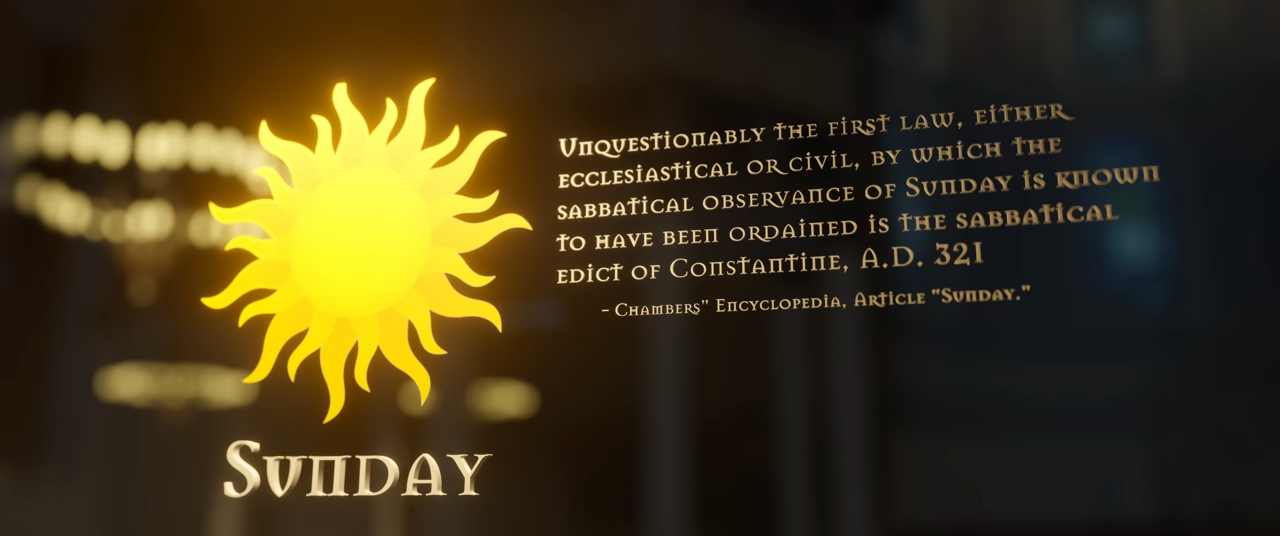 Unquestionably the first law, either
ecclesiastical or civil, by which the
sabbatical observance of Sunday is known
to have been ordained is the sabbatical
edict of Constantine, A.D. 321
- Chambers" Encyclopedia, Article "Sunday."
Sunday